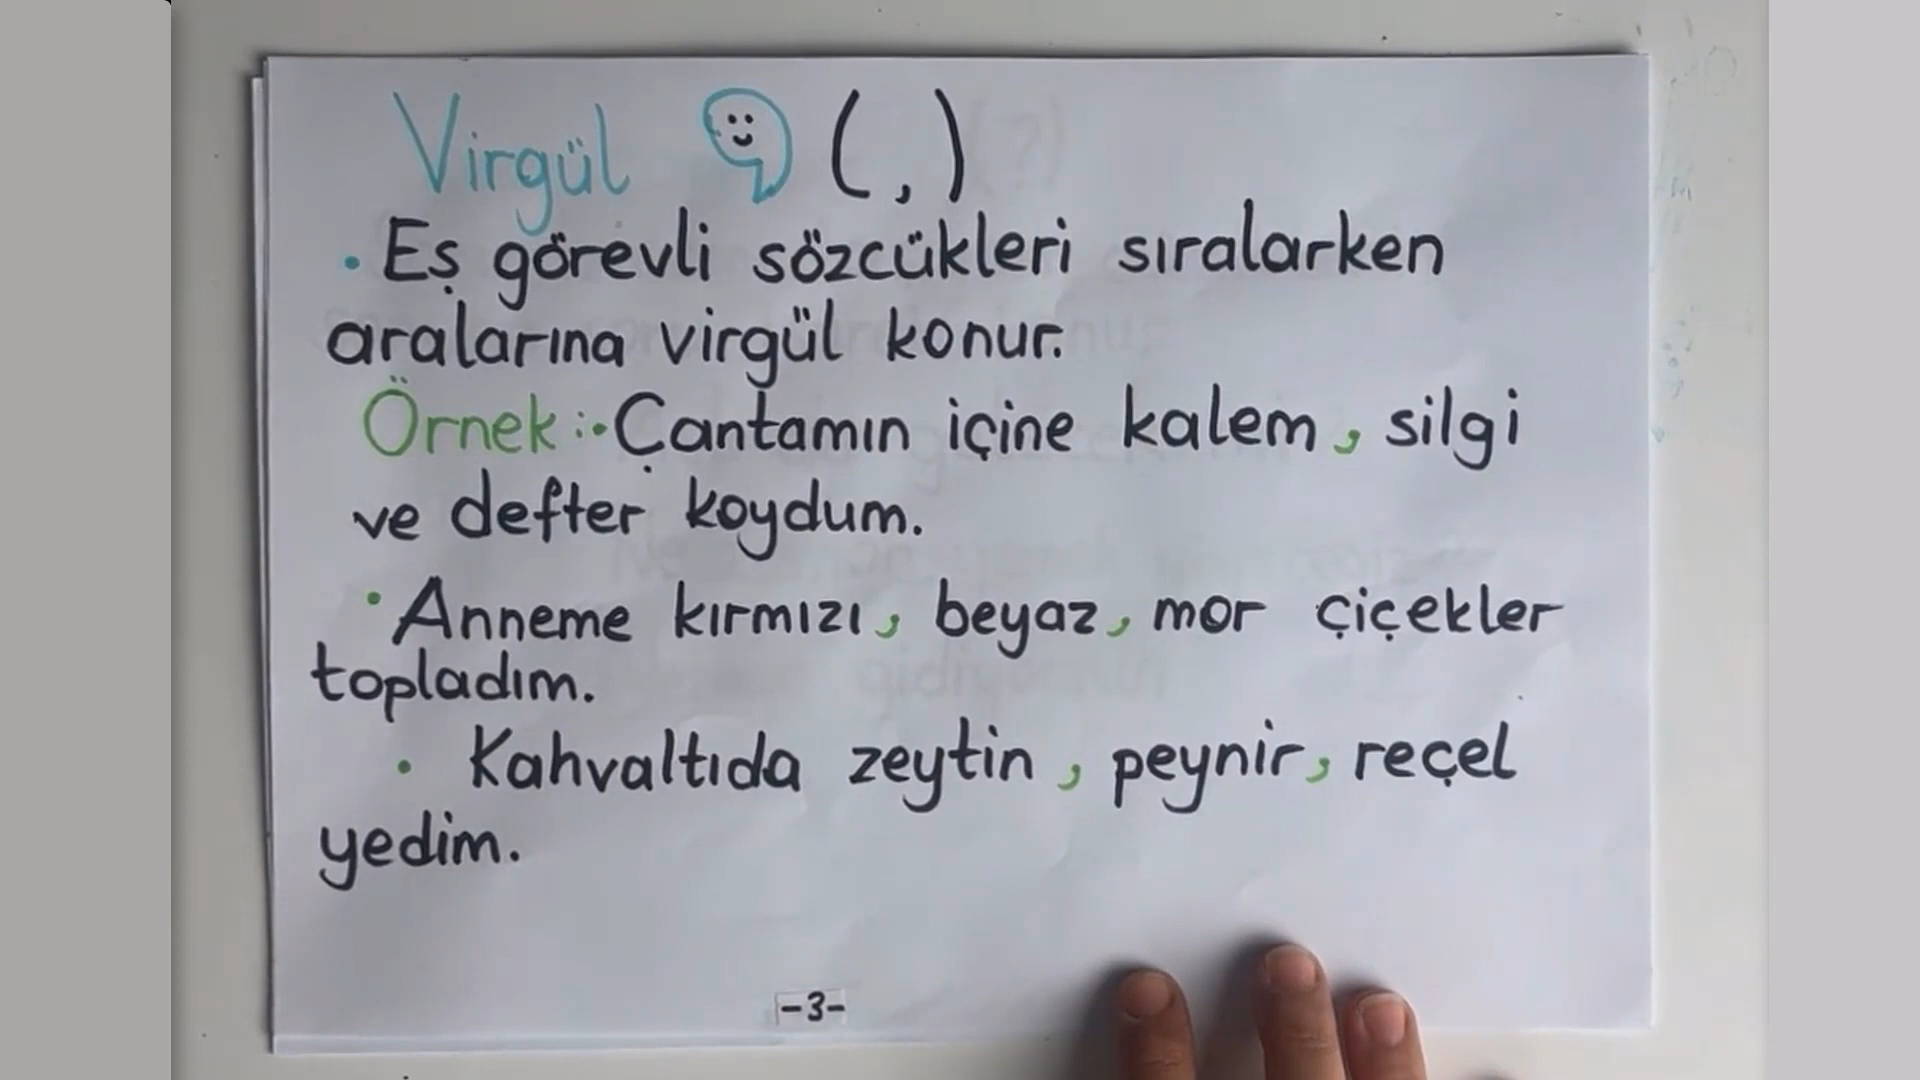 Virgül (,)
• Eş görevli sözcükleri sıralarken
aralarına virgül konur.
Örnek: • Çantamın içine kalem, silgi
ve defter koydum.
• Anneme kırmızı, beyaz, mor çiçekler
topladım.
• Kahvaltıda zeytin, peynir, reçel
yedim.
-3-